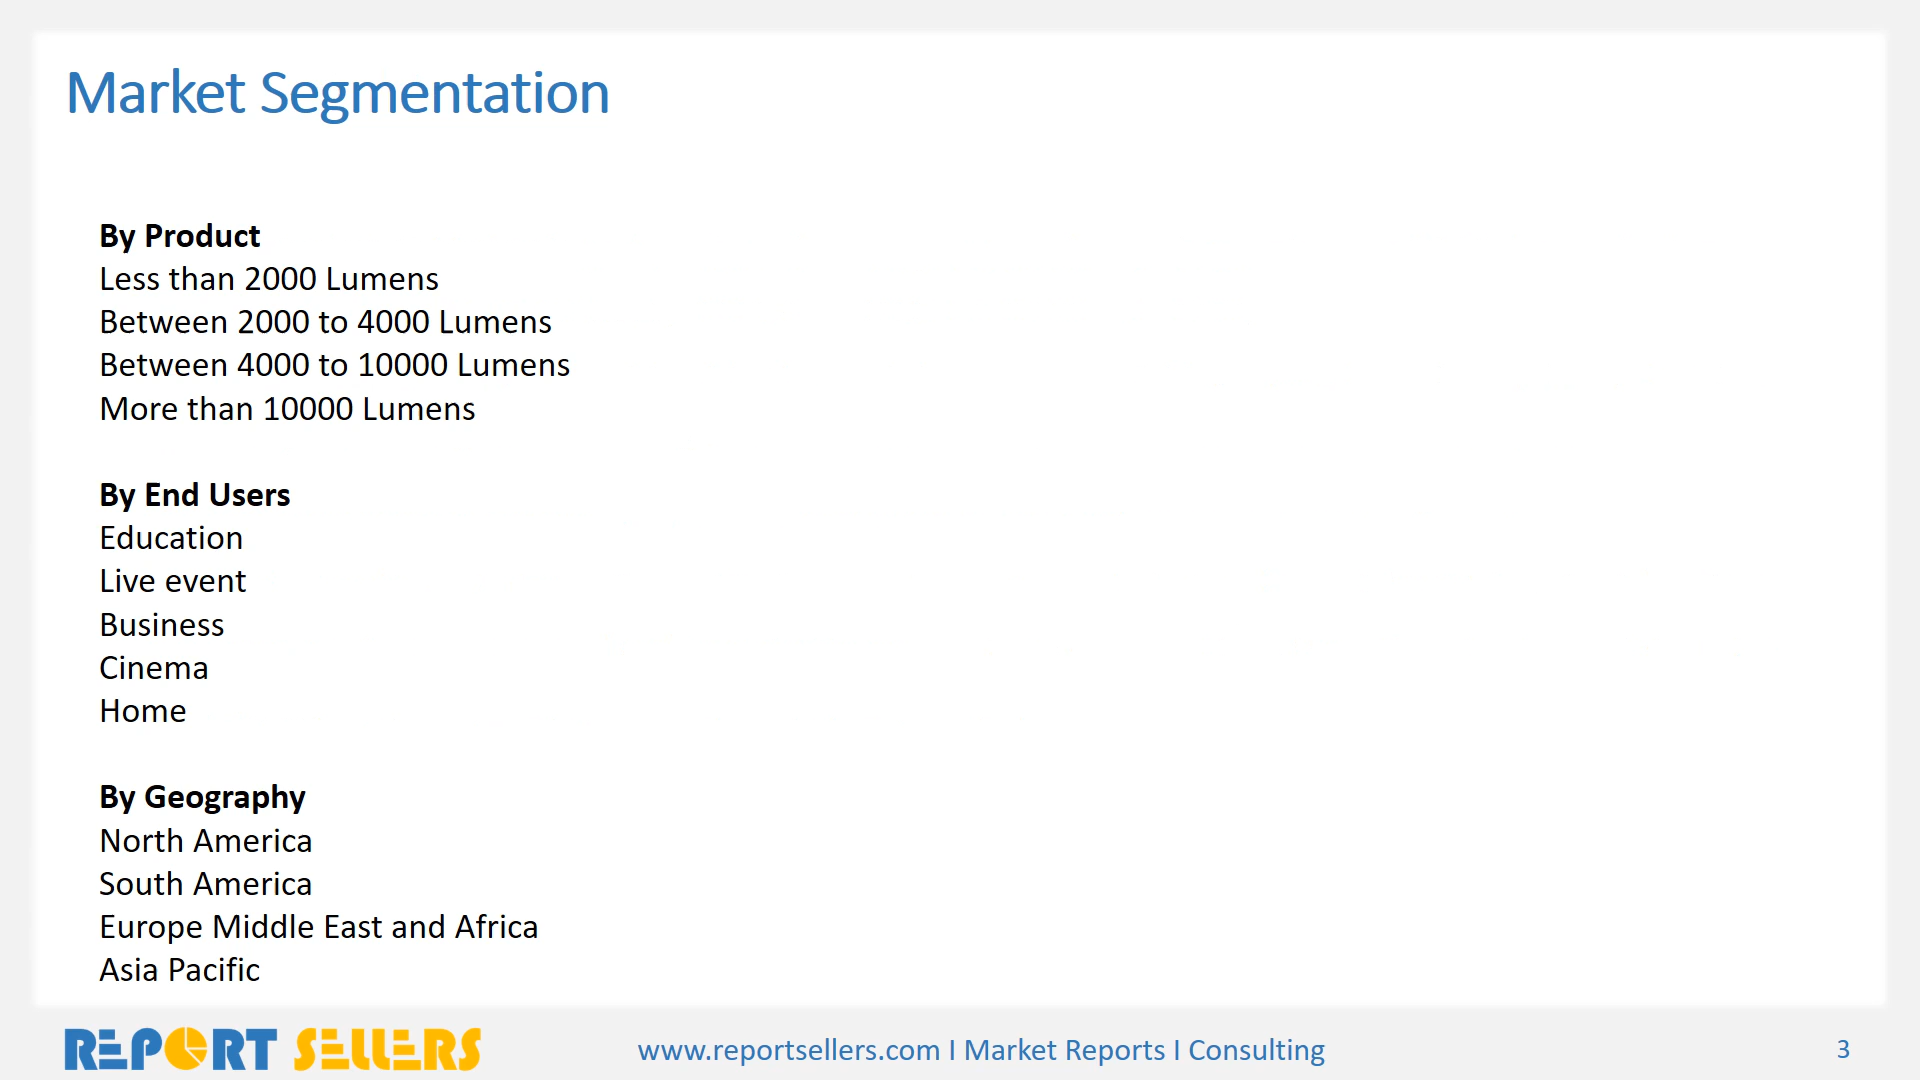 Market Segmentation
By Product
Less than 2000 Lumens
Between 2000 to 4000 Lumens
Between 4000 to 10000 Lumens
More than 10000 Lumens
By End Users
Education
Live event
Business
Cinema
Home
By Geography
North America
South America
Europe Middle East and Africa
Asia Pacific
REPORT SELLERS
www.reportsellers.com I Market Reports I Consulting
3